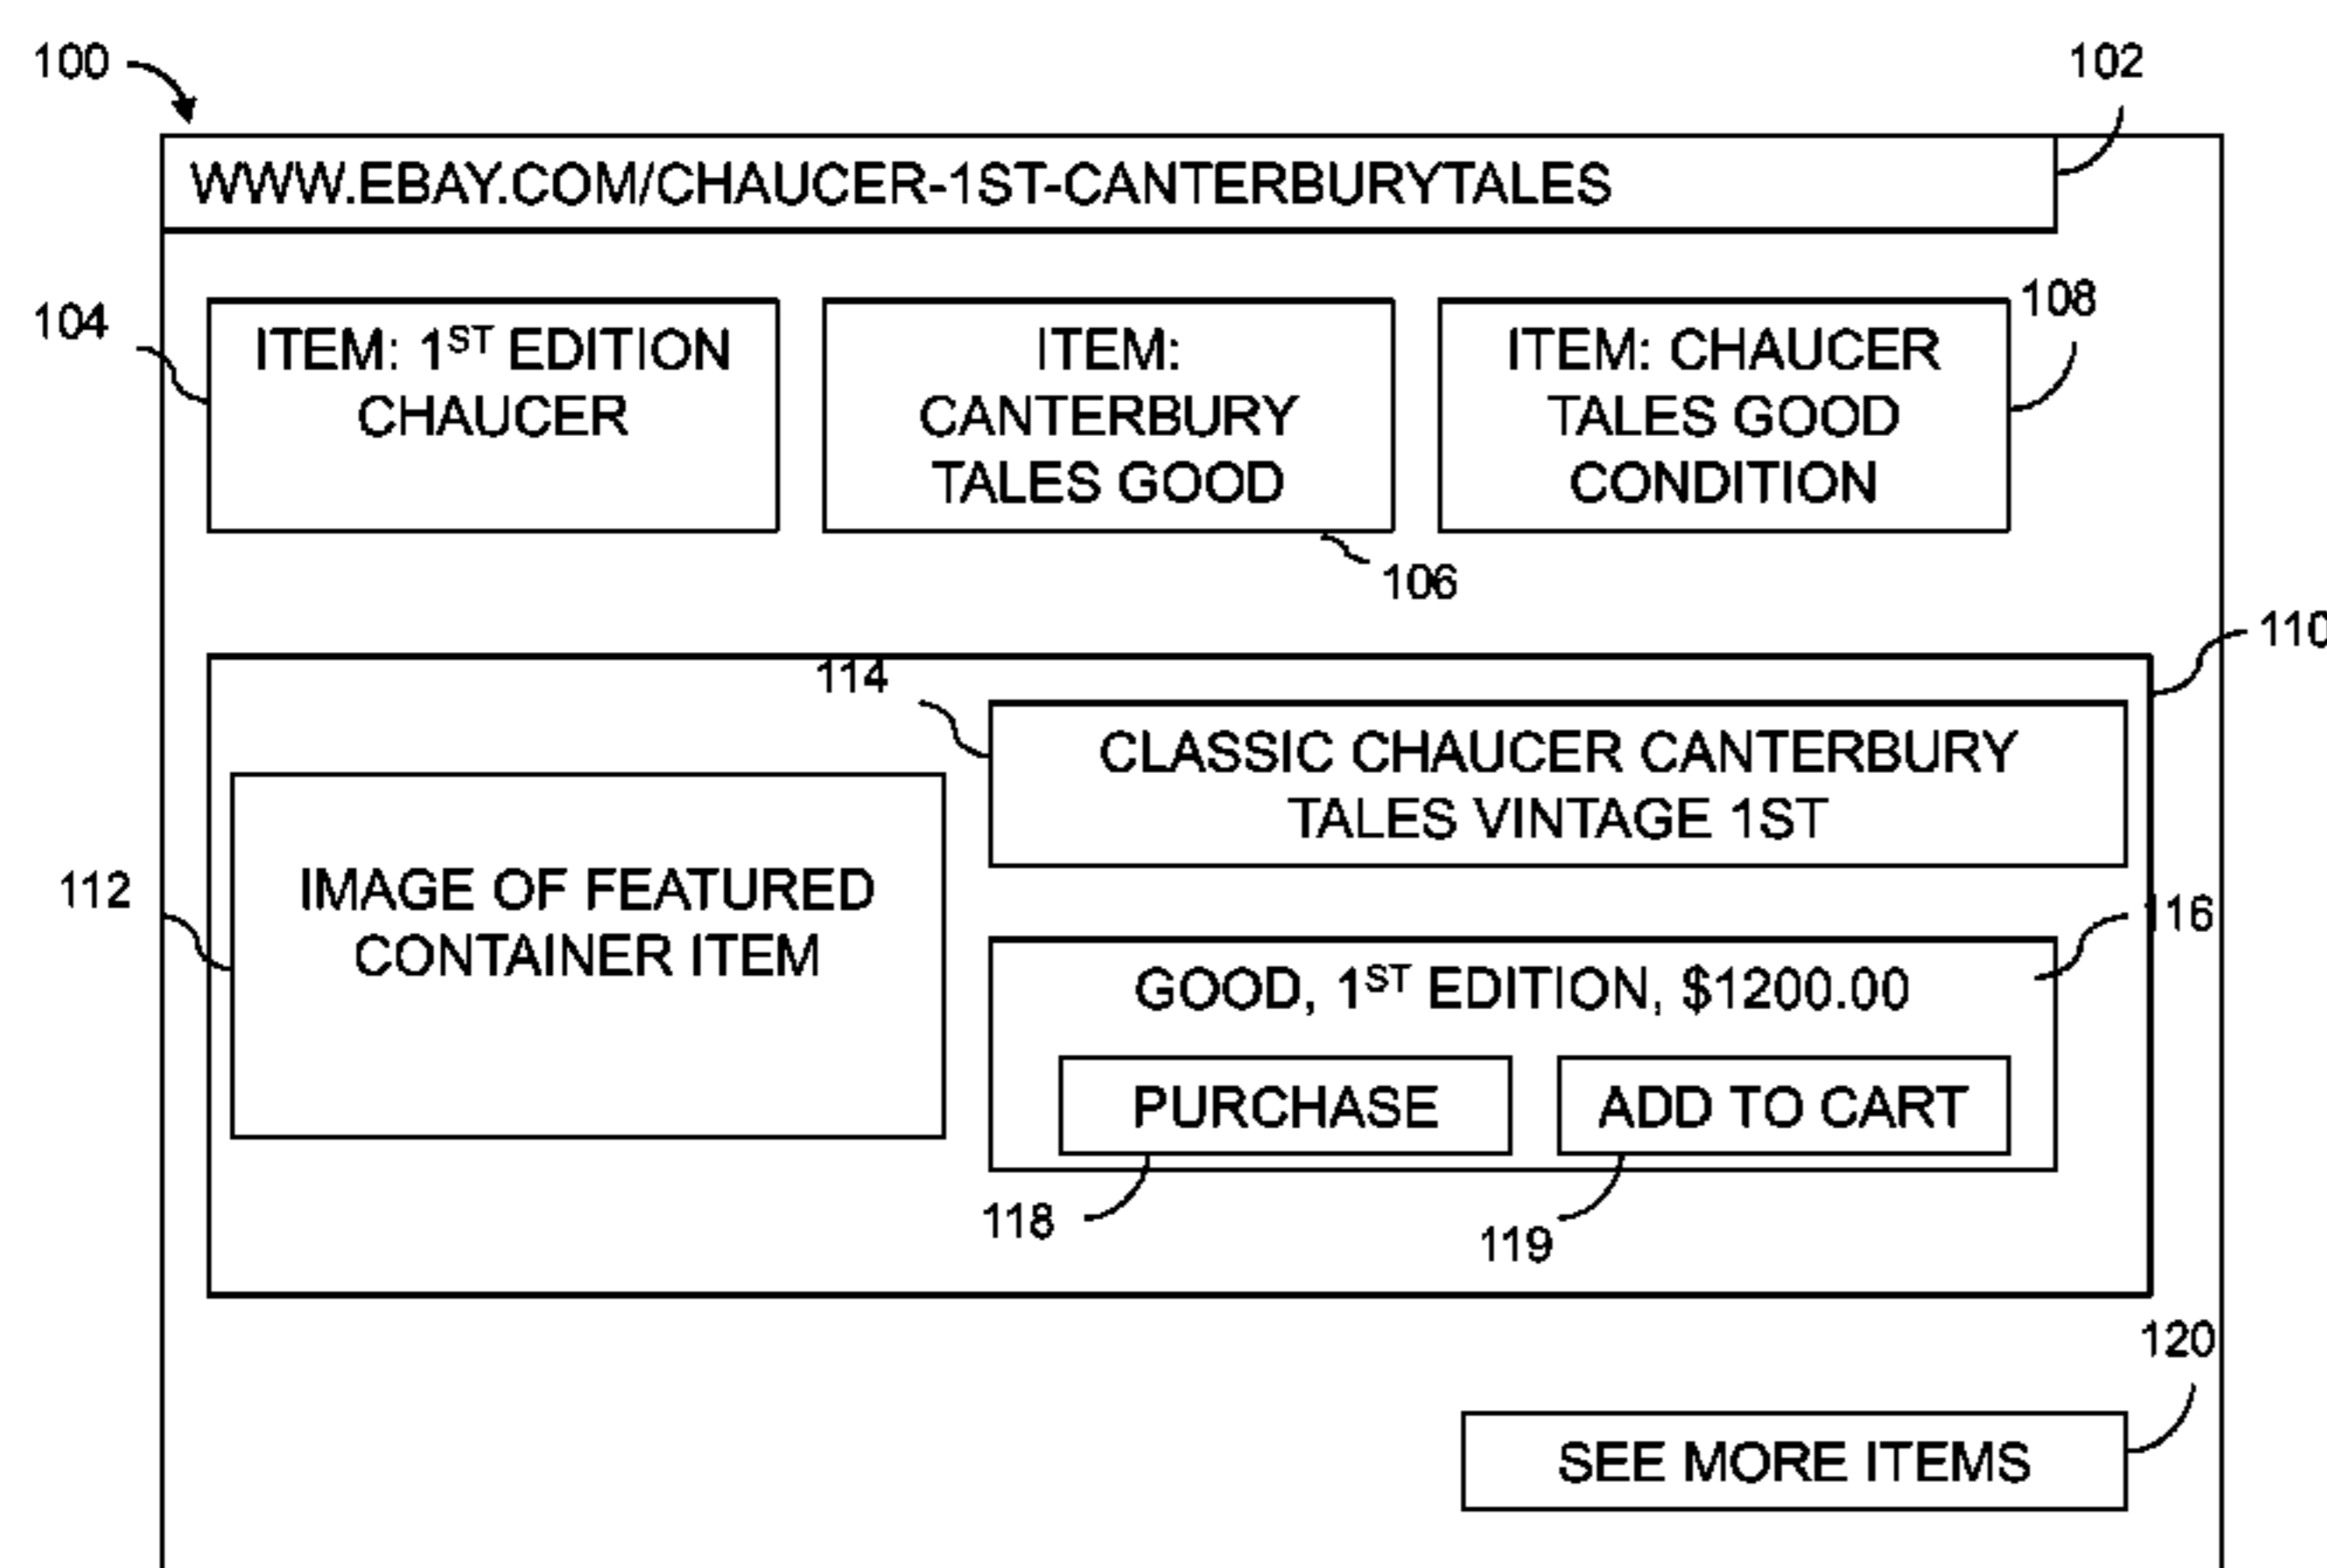 100
102
WWW.EBAY.COM/CHAUCER-1ST-CANTERBURYTALES
104
ITEM: 1ST EDITION
CHAUCER
ITEM:
CANTERBURY
TALES GOOD
ITEM: CHAUCER
TALES GOOD
CONDITION
108
106
110
114
CLASSIC CHAUCER CANTERBURY
TALES VINTAGE 1ST
112
IMAGE OF FEATURED
CONTAINER ITEM
116
GOOD, 1ST EDITION, $1200.00
PURCHASE
ADD TO CART
118
119
120
SEE MORE ITEMS